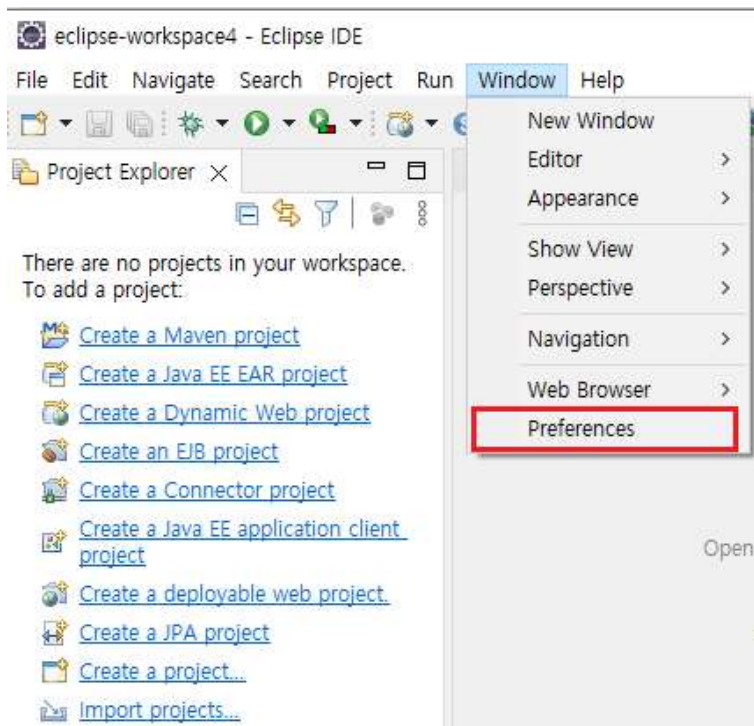 eclipse-workspace4 - Eclipse IDE
File Edit Navigate Search Project Run Window Help
Project Explorer
There are no projects in your workspace.
To add a project:
Create a Maven project
Create a Java EE EAR project
Create a Dynamic Web project
Create an EJB project
Create a Connector project
Create a Java EE application client
project
Create a deployable web project.
Create a JPA project
Create a project...
Import projects...
New Window
Editor
Appearance
Show View
Perspective
Navigation
Web Browser
Preferences
Open